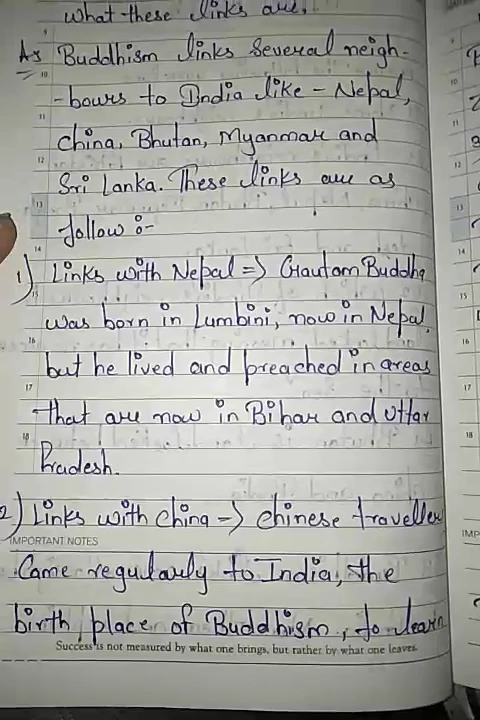 what these links are.
As Buddhism links several neigh-
-bours to India like - Nepal,
china, Bhutan, Myanmar and
Sri Lanka. These links are as
follow :-
1) Links with Nepal => Gautam Buddha
was born in Lumbini, now in Nepal,
but he lived and preached in areas
that are now in Bihar and Uttar
Pradesh.
2) Links with china => chinese traveller
IMPORTANT NOTES
Came regularly to India, the
birth place of Buddhism, to learn
Success is not measured by what one brings, but rather by what one leaves.